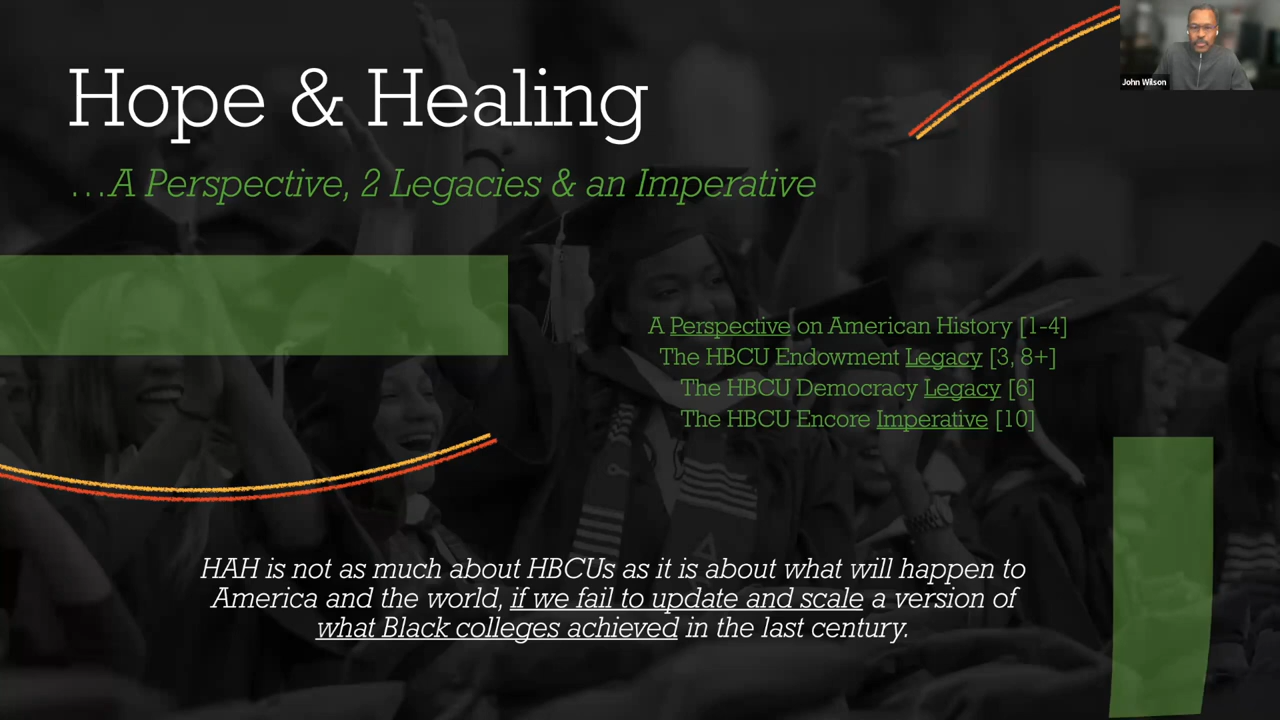 Hope & Healing
…A Perspective, 2 Legacies & an Imperative
John Wilson
A Perspective on American History [1-4]
The HBCU Endowment Legacy [3, 8+]
The HBCU Democracy Legacy [6]
The HBCU Encore Imperative [10]
HAH is not as much about HBCUs as it is about what will happen to
America and the world, if we fail to update and scale a version of
what Black colleges achieved in the last century.